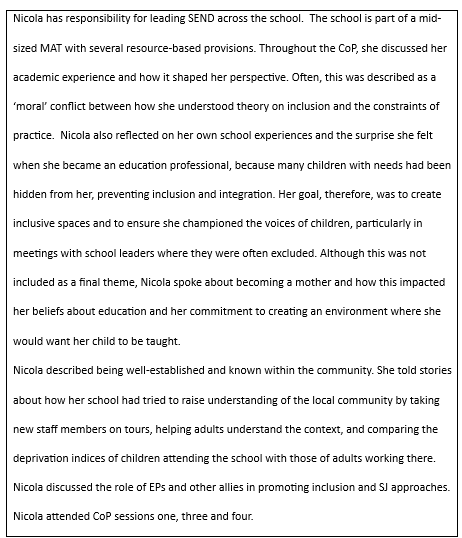 Nicola has responsibility for leading SEND across the school.  The school is part of a mid-
sized MAT with several resource-based provisions. Throughout the CoP, she discussed her
academic experience and how it shaped her perspective. Often, this was described as a
‘moral’ conflict between how she understood theory on inclusion and the constraints of
practice.  Nicola also reflected on her own school experiences and the surprise she felt
when she became an education professional, because many children with needs had been
hidden from her, preventing inclusion and integration. Her goal, therefore, was to create
inclusive spaces and to ensure she championed the voices of children, particularly in
meetings with school leaders where they were often excluded. Although this was not
included as a final theme, Nicola spoke about becoming a mother and how this impacted
her beliefs about education and her commitment to creating an environment where she
would want her child to be taught.
Nicola described being well-established and known within the community. She told stories
about how her school had tried to raise understanding of the local community by taking
new staff members on tours, helping adults understand the context, and comparing the
deprivation indices of children attending the school with those of adults working there.
Nicola discussed the role of EPs and other allies in promoting inclusion and SJ approaches.
Nicola attended CoP sessions one, three and four.